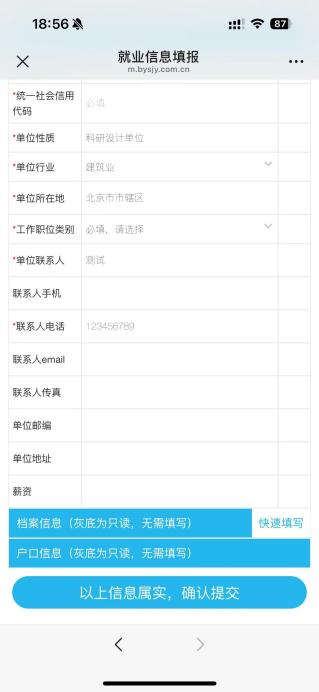 18:56
87
就业信息填报
m.bysjy.com.cn
*统一社会信用
代码
必填
*单位性质
科研设计单位
*单位行业
建筑业
*单位所在地
北京市市辖区
*工作职位类别
必填，请选择
*单位联系人
测试
联系人手机
*联系人电话
123456789
联系人email
联系人传真
单位邮编
单位地址
薪资
档案信息（灰底为只读，无需填写）
快速填写
户口信息（灰底为只读，无需填写）
以上信息属实，确认提交